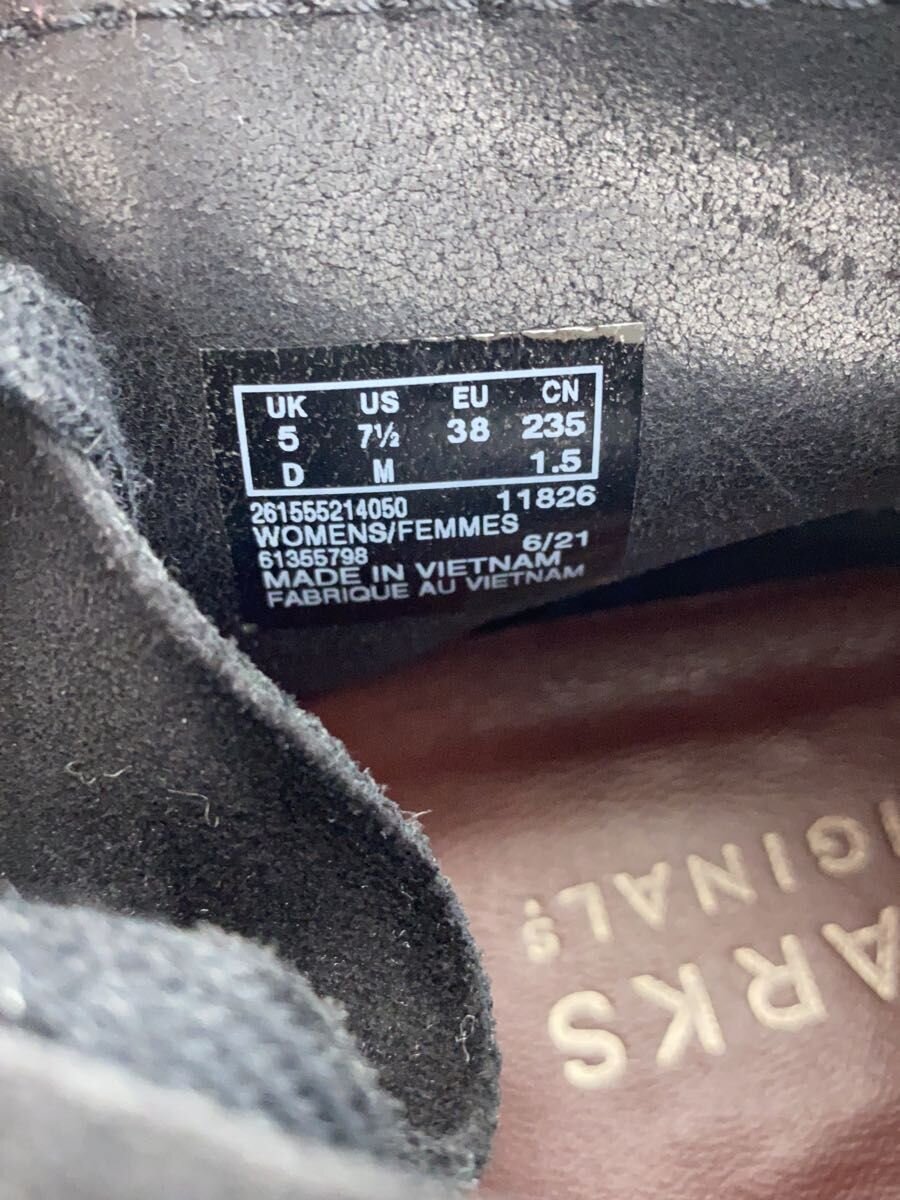 UK US EU CN
5 7½ 38 235
D M 1.5
261555214050 11826
WOMENS/FEMMES
61355798 6/21
MADE IN VIETNAM
FABRIQUE AU VIETNAM
ARKS
RIGINALS